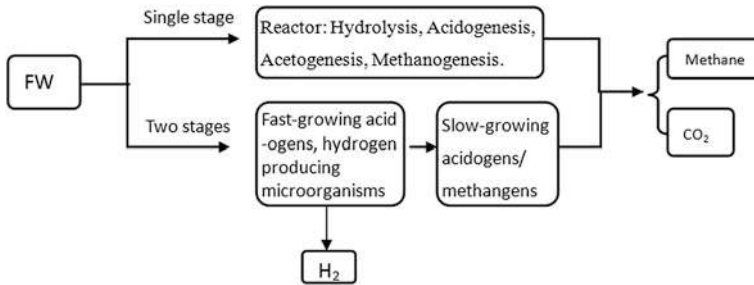 Single stage
Reactor: Hydrolysis, Acidogenesis,
Acetogenesis, Methanogenesis.
Methane
FW
Two stages
Fast-growing acid
-ogens, hydrogen
producing
microorganisms
Slow-growing
acidogens/
methangens
CO₂
H₂